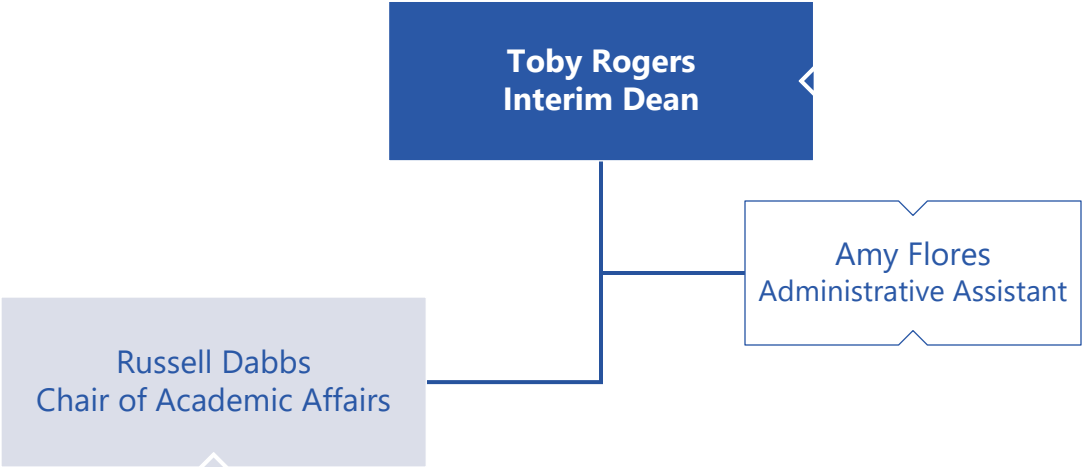 Toby Rogers
Interim Dean
Amy Flores
Administrative Assistant
Russell Dabbs
Chair of Academic Affairs